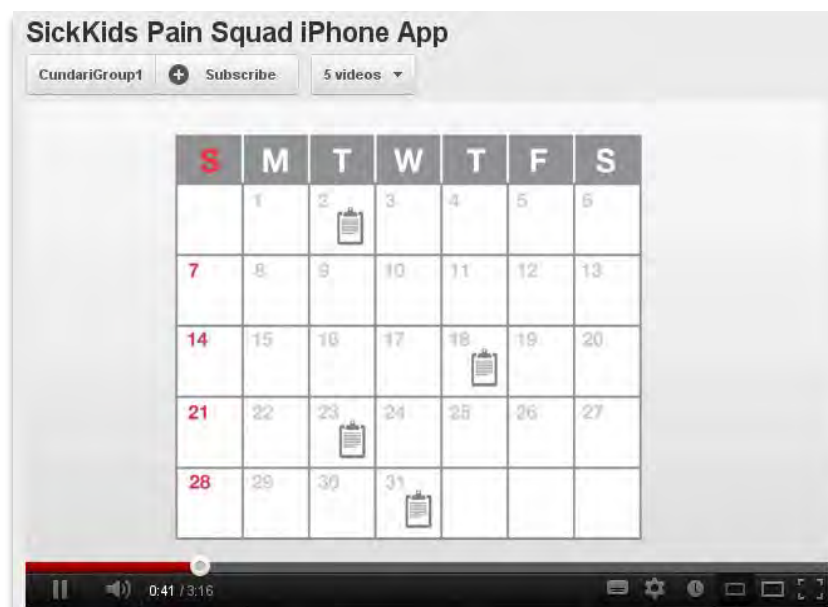 SickKids Pain Squad iPhone App
CundariGroup1 Subscribe 5 videos
S M T W T F S
1 2 3 4 5 6
7 8 9 10 11 12 13
14 15 16 17 18 19 20
21 22 23 24 25 26 27
28 29 30 31
0:41 / 3:16